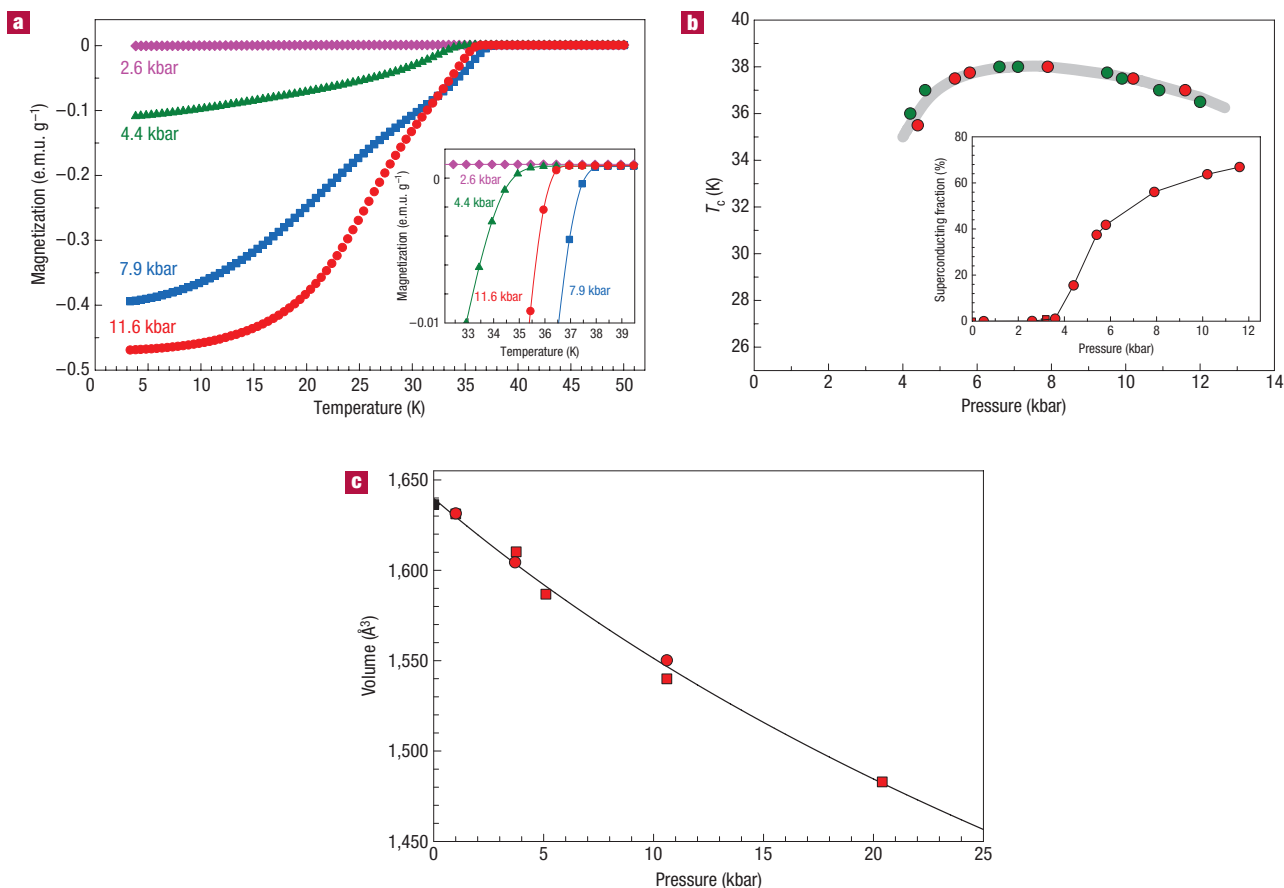 a
0
−0.1
−0.2
−0.3
−0.4
−0.5
Magnetization (e.m.u. g⁻¹)
2.6 kbar
4.4 kbar
7.9 kbar
11.6 kbar
0 5 10 15 20 25 30 35 40 45 50
Temperature (K)
0
−0.01
Magnetization (e.m.u. g⁻¹)
2.6 kbar
4.4 kbar
11.6 kbar
7.9 kbar
33 34 35 36 37 38 39
Temperature (K)
b
40
38
36
34
32
30
28
26
Tc (K)
0 2 4 6 8 10 12 14
Pressure (kbar)
80
60
40
20
0
Superconducting fraction (%)
0 2 4 6 8 10 12
Pressure (kbar)
c
1,650
1,600
1,550
1,500
1,450
Volume (Å³)
0 5 10 15 20 25
Pressure (kbar)